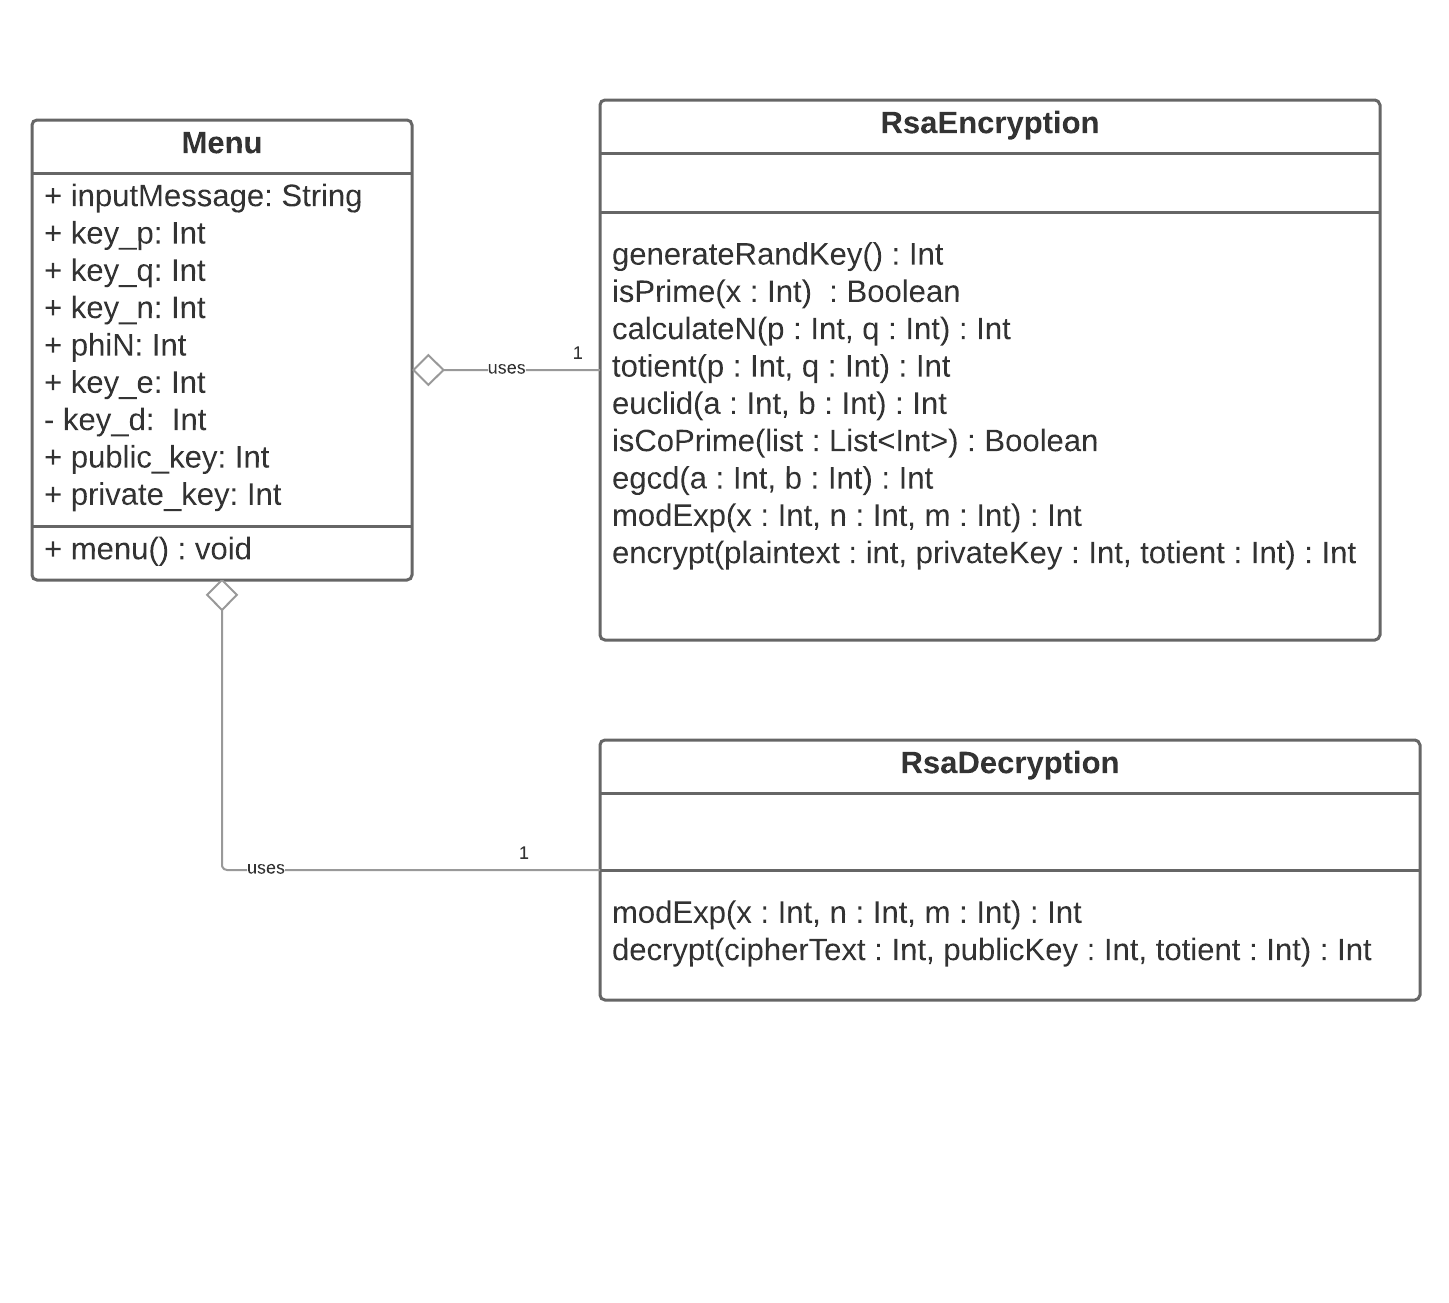 Menu
+ inputMessage: String
+ key_p: Int
+ key_q: Int
+ key_n: Int
+ phiN: Int
+ key_e: Int
- key_d:  Int
+ public_key: Int
+ private_key: Int
+ menu() : void
uses
1
RsaEncryption
generateRandKey() : Int
isPrime(x : Int)  : Boolean
calculateN(p : Int, q : Int) : Int
totient(p : Int, q : Int) : Int
euclid(a : Int, b : Int) : Int
isCoPrime(list : List<Int>) : Boolean
egcd(a : Int, b : Int) : Int
modExp(x : Int, n : Int, m : Int) : Int
encrypt(plaintext : int, privateKey : Int, totient : Int) : Int
uses
1
RsaDecryption
modExp(x : Int, n : Int, m : Int) : Int
decrypt(cipherText : Int, publicKey : Int, totient : Int) : Int